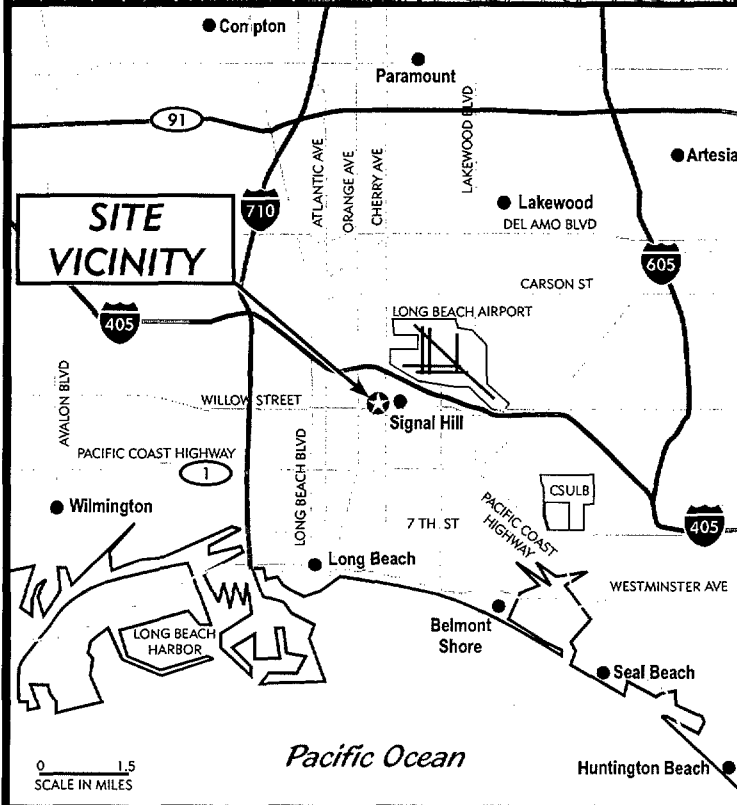 Compton
Paramount
91
LAKEWOOD BLVD
Artesia
ATLANTIC AVE
ORANGE AVE
CHERRY AVE
SITE
VICINITY
710
Lakewood
DEL AMO BLVD
605
CARSON ST
405
LONG BEACH AIRPORT
AVALON BLVD
WILLOW STREET
Signal Hill
LONG BEACH BLVD
PACIFIC COAST HIGHWAY
1
CSULB
Wilmington
7 TH ST
PACIFIC COAST
HIGHWAY
405
Long Beach
WESTMINSTER AVE
Belmont
Shore
LONG BEACH
HARBOR
Seal Beach
Pacific Ocean
0 1.5
SCALE IN MILES
Huntington Beach